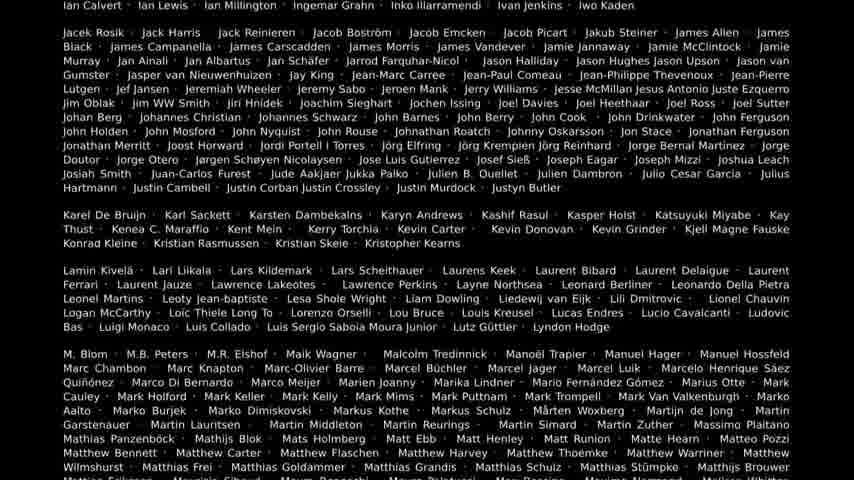 Ian Calvert · Ian Lewis · Ian Millington · Ingemar Grahn · Inko Illarramendi · Ivan Jenkins · Iwo Kaden
Jacek Rosik · Jack Harris · Jack Reinieren · Jacob Boström · Jacob Emcken · Jacob Picart · Jakub Steiner · James Allen · James
Black · James Campanella · James Carscadden · James Morris · James Vandever · Jamie Jannaway · Jamie McClintock · Jamie
Murray · Jan Ainali · Jan Albartus · Jan Schäfer · Jarrod Farquhar-Nicol · Jason Halliday · Jason Hughes Jason Upson · Jason van
Gumster · Jasper van Nieuwenhuizen · Jay King · Jean-Marc Carree · Jean-Paul Comeau · Jean-Philippe Thevenoux · Jean-Pierre
Lutgen · Jef Jansen · Jeremiah Wheeler · Jeremy Sabo · Jeroen Mank · Jerry Williams · Jesse McMillan Jesus Antonio Juste Ezquerro
Jim Oblak · Jim WW Smith · Jiri Hnídek · Joachim Sieghart · Jochen Issing · Joel Davies · Joel Heethaar · Joel Ross · Joel Sutter
Johan Berg · Johannes Christian · Johannes Schwarz · John Barnes · John Berry · John Cook · John Drinkwater · John Ferguson
John Holden · John Mosford · John Nyquist · John Rouse · Johnathan Roatch · Johnny Oskarsson · Jon Stace · Jonathan Ferguson
Jonathan Merritt · Joost Horward · Jordi Portell i Torres · Jörg Elfring · Jörg Krempien Jörg Reinhard · Jorge Bernal Martinez · Jorge
Doutor · Jorge Otero · Jørgen Schøyen Nicolaysen · Jose Luis Gutierrez · Josef Sieß · Joseph Eagar · Joseph Mizzi · Joshua Leach
Josiah Smith · Juan-Carlos Furest · Jude Aakjaer Jukka Palko · Julien B. Ouellet · Julien Dambron · Julio Cesar Garcia · Julius
Hartmann · Justin Cambell · Justin Corban Justin Crossley · Justin Murdock · Justyn Butler
Karel De Bruijn · Karl Sackett · Karsten Dambekalns · Karyn Andrews · Kashif Rasul · Kasper Holst · Katsuyuki Miyabe · Kay
Thust · Kenea C. Maraffio · Kent Mein · Kerry Torchia · Kevin Carter · Kevin Donovan · Kevin Grinder · Kjell Magne Fauske
Konrad Kleine · Kristian Rasmussen · Kristian Skeie · Kristopher Kearns
Lamin Kivelä · Lari Liikala · Lars Kildemark · Lars Scheithauer · Laurens Keek · Laurent Bibard · Laurent Delaigue · Laurent
Ferrari · Laurent Jauze · Lawrence Lakeotes · Lawrence Perkins · Layne Northsea · Leonard Berliner · Leonardo Della Pietra
Leonel Martins · Leoty Jean-baptiste · Lesa Shole Wright · Liam Dowling · Liedewij van Eijk · Lili Dmitrovic · Lionel Chauvin
Logan McCarthy · Loïc Thiele Long To · Lorenzo Orselli · Lou Bruce · Louis Kreusel · Lucas Endres · Lucio Cavalcanti · Ludovic
Bas · Luigi Monaco · Luis Collado · Luis Sergio Saboia Moura Junior · Lutz Güttler · Lyndon Hodge
M. Blom · M.B. Peters · M.R. Elshof · Maik Wagner · Malcolm Tredinnick · Manoël Trapier · Manuel Hager · Manuel Hossfeld
Marc Chambon · Marc Knapton · Marc-Olivier Barre · Marcel Büchler · Marcel Jäger · Marcel Luik · Marcelo Henrique Sáez
Quiñónez · Marco Di Bernardo · Marco Meijer · Marien Joanny · Marika Lindner · Mario Fernández Gómez · Marius Otte · Mark
Cauley · Mark Holford · Mark Keller · Mark Kelly · Mark Mims · Mark Puttnam · Mark Trompell · Mark Van Valkenburgh · Marko
Aalto · Marko Burjek · Marko Dimiskovski · Markus Kothe · Markus Schulz · Mårten Woxberg · Martijn de Jong · Martin
Garstenauer · Martin Lauritsen · Martin Middleton · Martin Reurings · Martin Simard · Martin Zuther · Massimo Plaitano
Mathias Panzenböck · Mathijs Blok · Mats Holmberg · Matt Ebb · Matt Henley · Matt Runion · Matte Hearn · Matteo Pozzi
Matthew Bennett · Matthew Carter · Matthew Flaschen · Matthew Harvey · Matthew Thoemke · Matthew Warriner · Matthew
Wilmshurst · Matthias Frei · Matthias Goldammer · Matthias Grandis · Matthias Schulz · Matthias Stümpke · Matthijs Brouwer